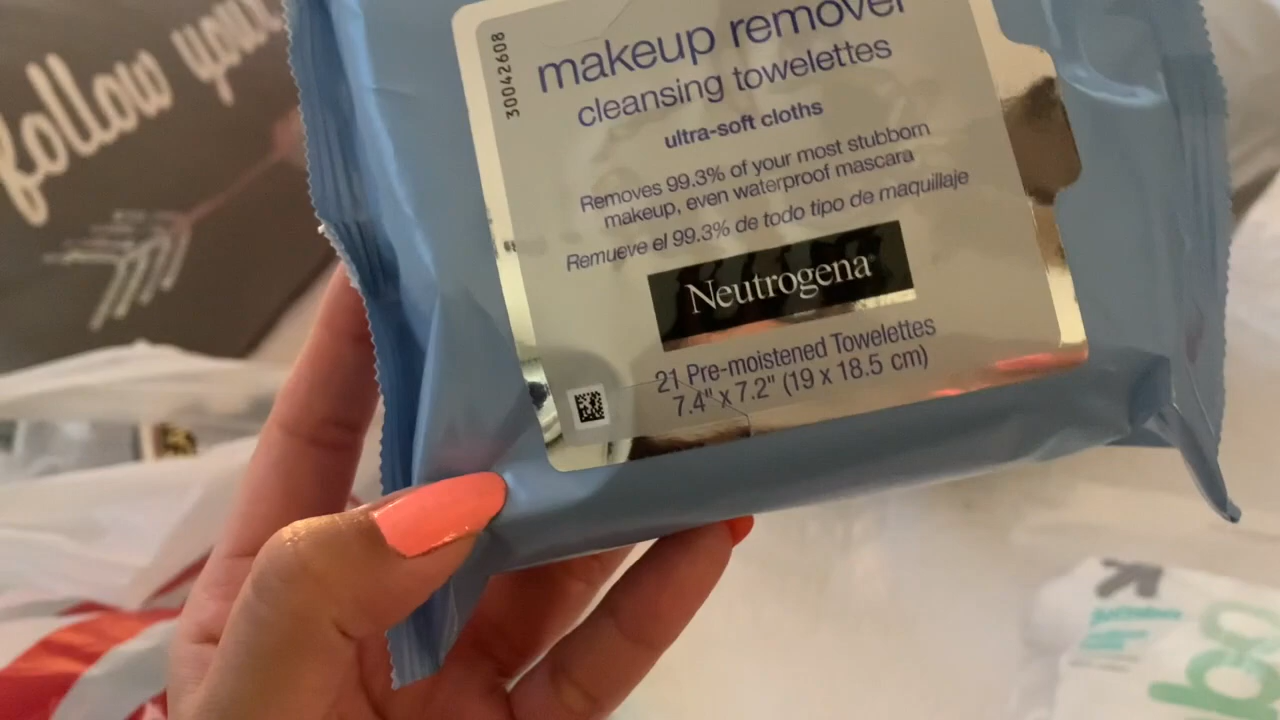 follow your
30042608
makeup remover
cleansing towelettes
ultra-soft cloths
Removes 99.3% of your most stubborn
makeup, even waterproof mascara
Remueve el 99.3% de todo tipo de maquillaje
Neutrogena
21 Pre-moistened Towelettes
7.4" x 7.2" (19 x 18.5 cm)